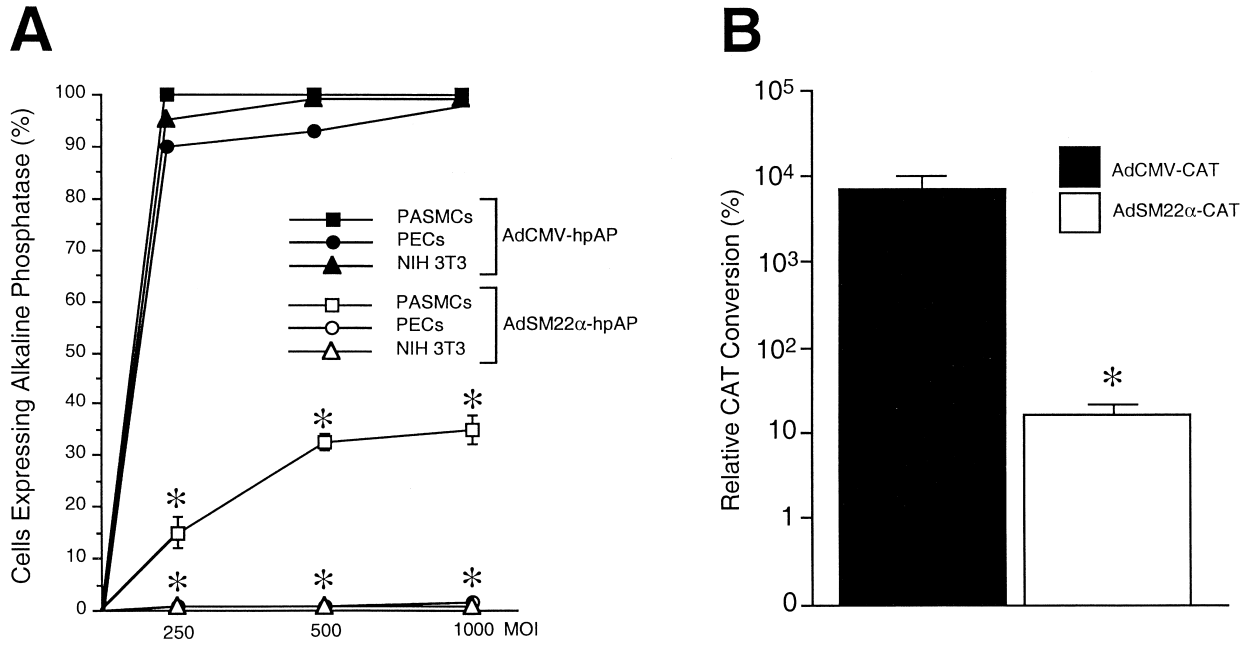 A
Cells Expressing Alkaline Phosphatase (%)
100
90
80
70
60
50
40
30
20
10
0
250 500 1000 MOI
PASMCs
PECs
NIH 3T3
AdCMV-hpAP
PASMCs
PECs
NIH 3T3
AdSM22α-hpAP
*
*
*
*
*
*
B
Relative CAT Conversion (%)
10⁵
10⁴
10³
10²
10
1
0
AdCMV-CAT
AdSM22α-CAT
*